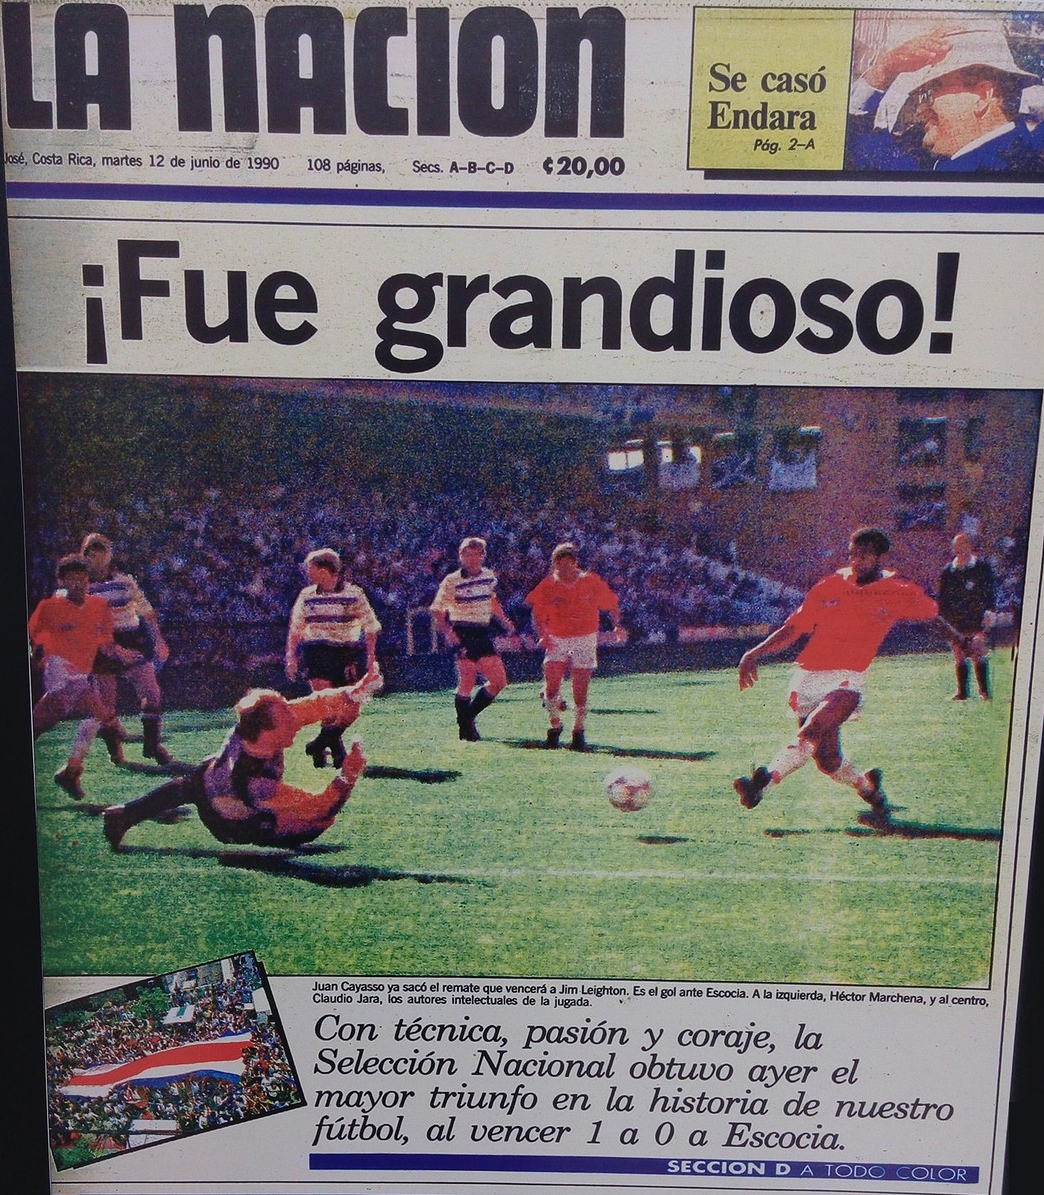 LA NACION
José, Costa Rica, martes 12 de junio de 1990 108 páginas, Secs. A-B-C-D ¢20,00
Se casó
Endara
Pág. 2-A
¡Fue grandioso!
Juan Cayasso ya sacó el remate que vencerá a Jim Leighton. Es el gol ante Escocia. A la izquierda, Héctor Marchena, y al centro,
Claudio Jara, los autores intelectuales de la jugada.
Con técnica, pasión y coraje, la
Selección Nacional obtuvo ayer el
mayor triunfo en la historia de nuestro
fútbol, al vencer 1 a 0 a Escocia.
SECCION D A TODO COLOR